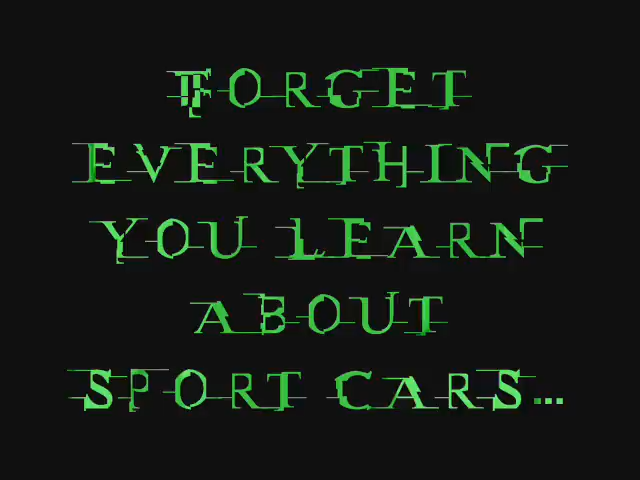 FORGET
EVERYTHING
YOU LEARN
ABOUT
SPORT CARS...